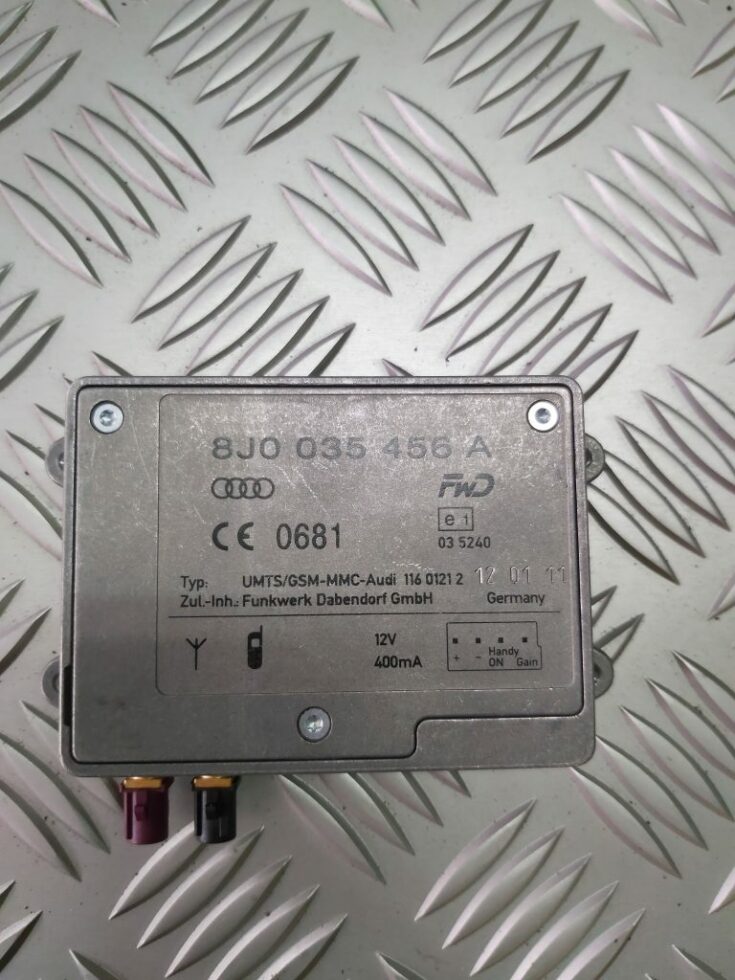 8J0 035 456 A
FWD
CE 0681
e 1
03 5240
Typ: UMTS/GSM-MMC-Audi 116 0121 2 12 01 11
Zul.-Inh.: Funkwerk Dabendorf GmbH Germany
12V
400mA
+ - Handy ON Gain